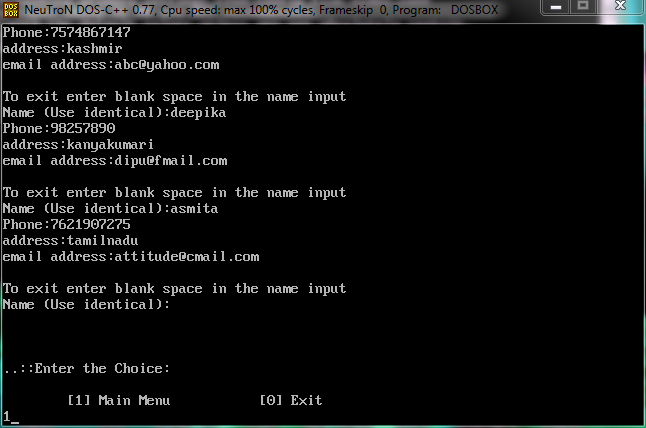 DOS BOX NeuTroN DOS-C++ 0.77, Cpu speed: max 100% cycles, Frameskip 0, Program: DOSBOX
Phone:7574867147
address:kashmir
email address:abc@yahoo.com
To exit enter blank space in the name input
Name (Use identical):deepika
Phone:98257890
address:kanyakumari
email address:dipu@fmail.com
To exit enter blank space in the name input
Name (Use identical):asmita
Phone:7621907275
address:tamilnadu
email address:attitude@cmail.com
To exit enter blank space in the name input
Name (Use identical):
..::Enter the Choice:
[1] Main Menu [0] Exit
1_